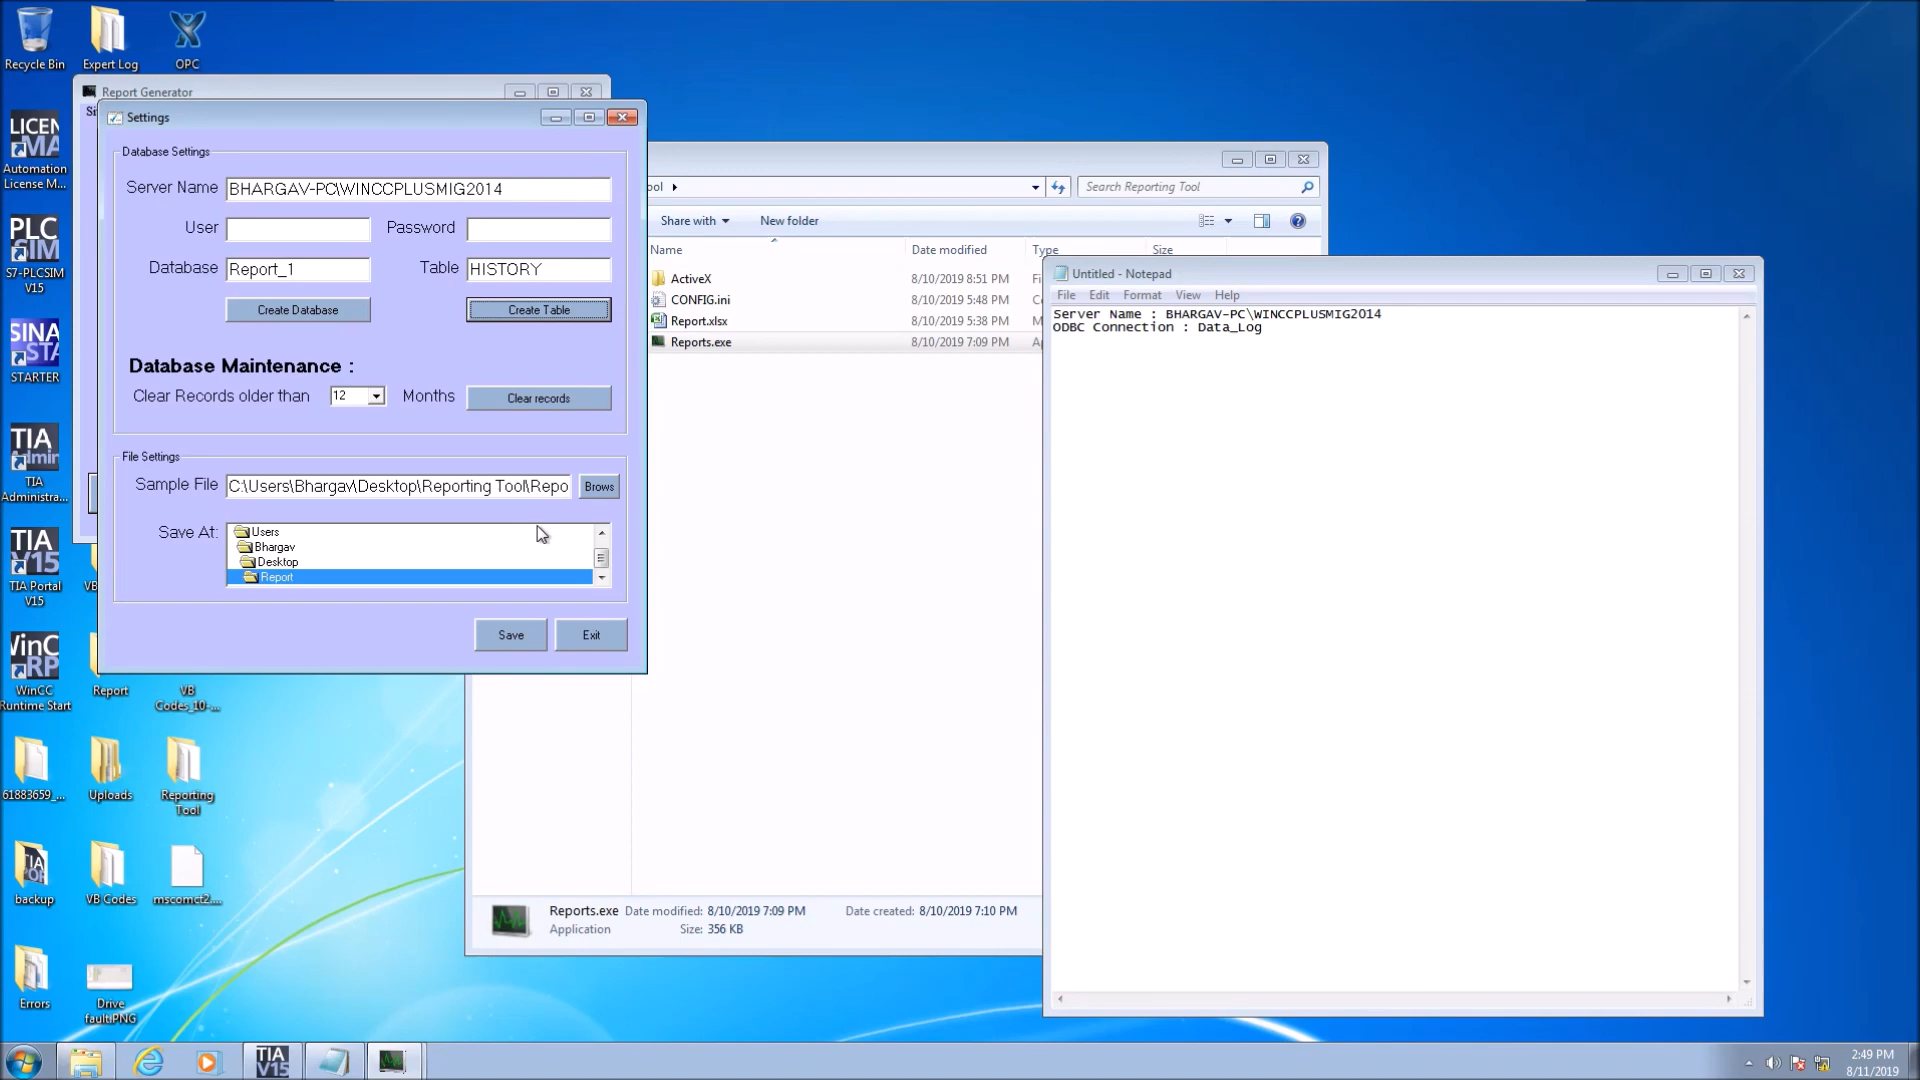 Recycle Bin
Expert Log
OPC
Automation
License M...
S7-PLCSIM
V15
STARTER
TIA
Administra...
TIA Portal
V15
WinCC
Runtime Start
Report
VB
Codes_10-...
61883659_...
Uploads
Reporting
Tool
backup
VB Codes
mscomct2....
Errors
Drive
fault.PNG
Report Generator
Settings
Database Settings
Server Name
BHARGAV-PC\WINCCPLUSMIG2014
User
Password
Database
Report_1
Table
HISTORY
Create Database
Create Table
Database Maintenance :
Clear Records older than
12
Months
Clear records
File Settings
Sample File
C:\Users\Bhargav\Desktop\Reporting Tool\Repo
Brows
Save At:
Users
Bhargav
Desktop
Report
Save
Exit
ool
Search Reporting Tool
Share with
New folder
Name
Date modified
Type
Size
ActiveX
8/10/2019 8:51 PM
Fi
CONFIG.ini
8/10/2019 5:48 PM
Report.xlsx
8/10/2019 5:38 PM
Reports.exe
8/10/2019 7:09 PM
Reports.exe
Date modified: 8/10/2019 7:09 PM
Date created: 8/10/2019 7:10 PM
Application
Size: 356 KB
Untitled - Notepad
File
Edit
Format
View
Help
Server Name : BHARGAV-PC\WINCCPLUSMIG2014
ODBC Connection : Data_Log
TIA
V15
2:49 PM
8/11/2019